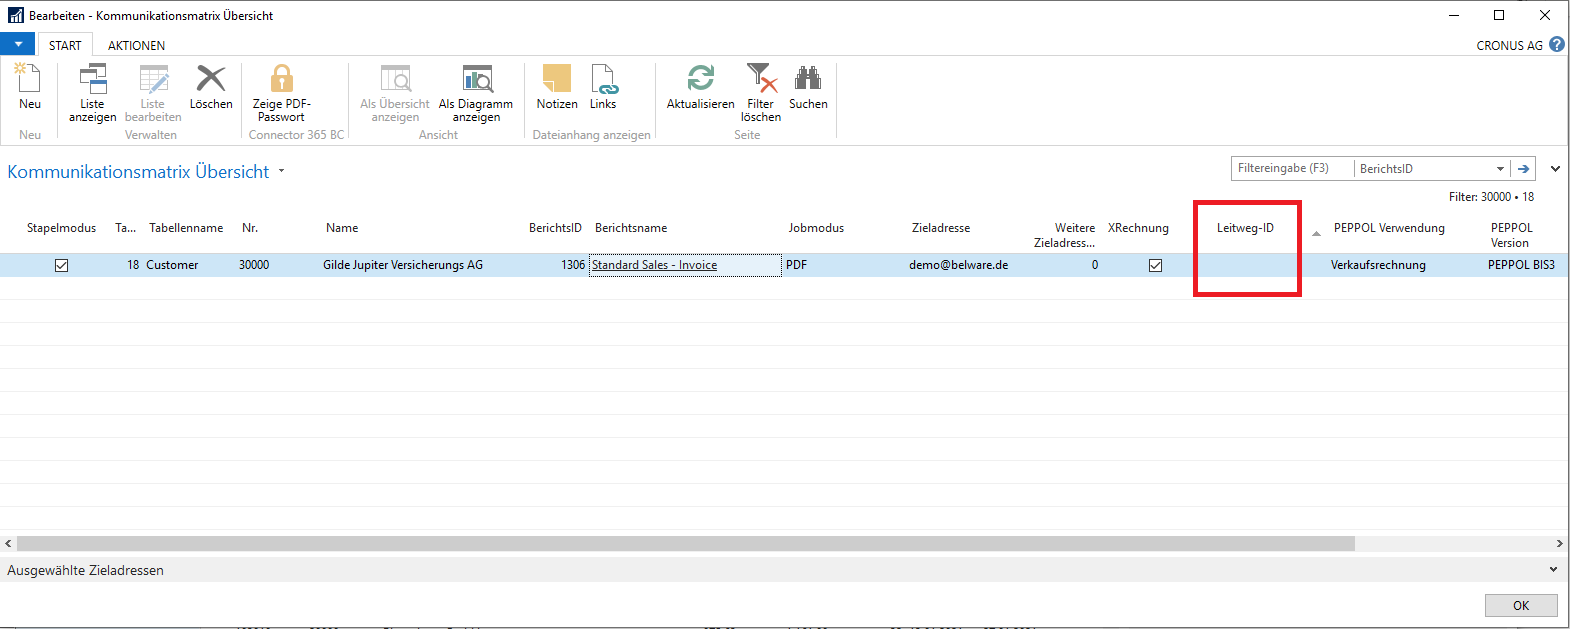 Bearbeiten - Kommunikationsmatrix Übersicht
START AKTIONEN CRONUS AG ?
Neu Liste anzeigen Liste bearbeiten Löschen Zeige PDF-Passwort Als Übersicht anzeigen Als Diagramm anzeigen Notizen Links Aktualisieren Filter löschen Suchen
Neu Verwalten Connector 365 BC Ansicht Dateianhang anzeigen Seite
Kommunikationsmatrix Übersicht Filtereingabe (F3) BerichtsID
Filter: 30000 • 18
Stapelmodus Ta... Tabellenname Nr. Name BerichtsID Berichtsname Jobmodus Zieladresse Weitere Zieladress... XRechnung Leitweg-ID PEPPOL Verwendung PEPPOL Version
18 Customer 30000 Gilde Jupiter Versicherungs AG 1306 Standard Sales - Invoice PDF demo@belware.de 0 Verkaufsrechnung PEPPOL BIS3
Ausgewählte Zieladressen
OK